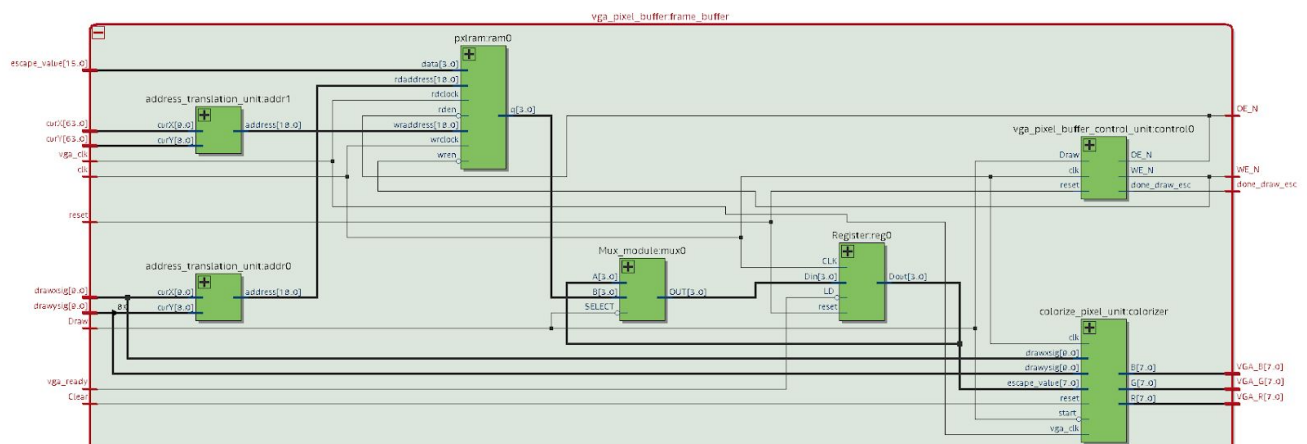 vga_pixel_buffer:frame_buffer
pxlram:ram0
escape_value[15..0]
data[3..0]
rdaddress[18..0]
rdclock
rden
wraddress[18..0]
wrclock
wren
q[3..0]
address_translation_unit:addr1
curX[63..0]
curY[63..0]
curX[9..0]
curY[9..0]
address[18..0]
vga_clk
clk
reset
vga_pixel_buffer_control_unit:control0
Draw
clk
reset
OE_N
WE_N
done_draw_esc
OE_N
WE_N
done_draw_esc
address_translation_unit:addr0
drawxsig[9..0]
drawysig[9..0]
curX[9..0]
curY[9..0]
address[18..0]
Draw
Mux_module:mux0
A[3..0]
B[3..0]
SELECT
OUT[3..0]
Register:reg0
CLK
Din[3..0]
LD
reset
Dout[3..0]
vga_ready
Clear
colorize_pixel_unit:colorizer
clk
drawxsig[9..0]
drawysig[9..0]
escape_value[7..0]
reset
start
vga_clk
B[7..0]
G[7..0]
R[7..0]
VGA_B[7..0]
VGA_G[7..0]
VGA_R[7..0]